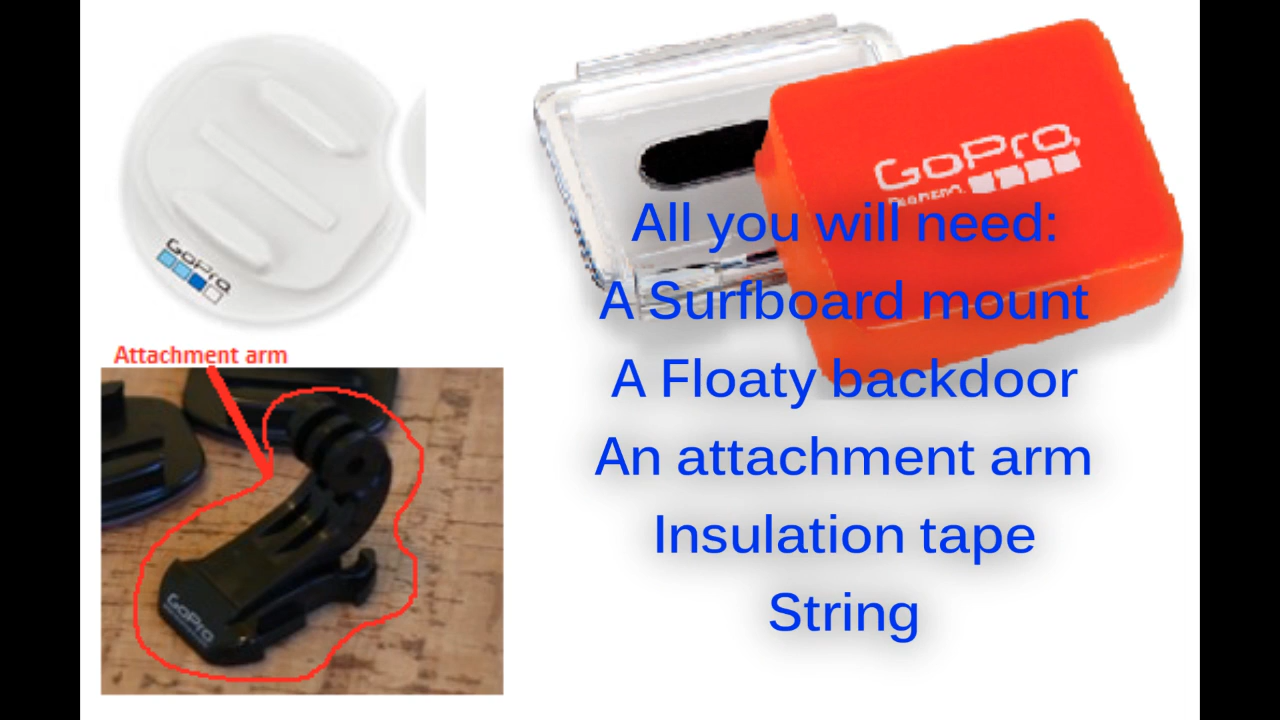 GoPro
Attachment arm
GoPro
GoPro
All you will need:
A Surfboard mount
A Floaty backdoor
An attachment arm
Insulation tape
String